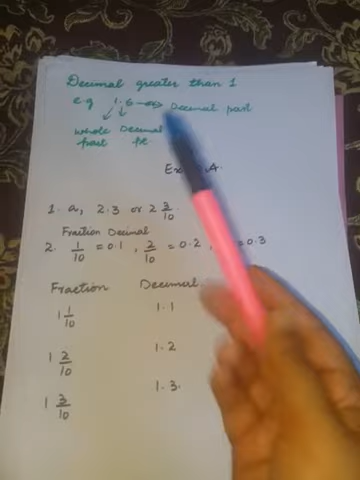 Decimal greater than 1
e.g 1.6 → Decimal part
whole Decimal
part pt
Ex A.
1. a, 2.3 or 2 3/10
Fraction Decimal
2. 1/10 = 0.1, 2/10 = 0.2, = 0.3
Fraction Decimal
1 1/10 1.1
1 2/10 1.2
1 3/10 1.3